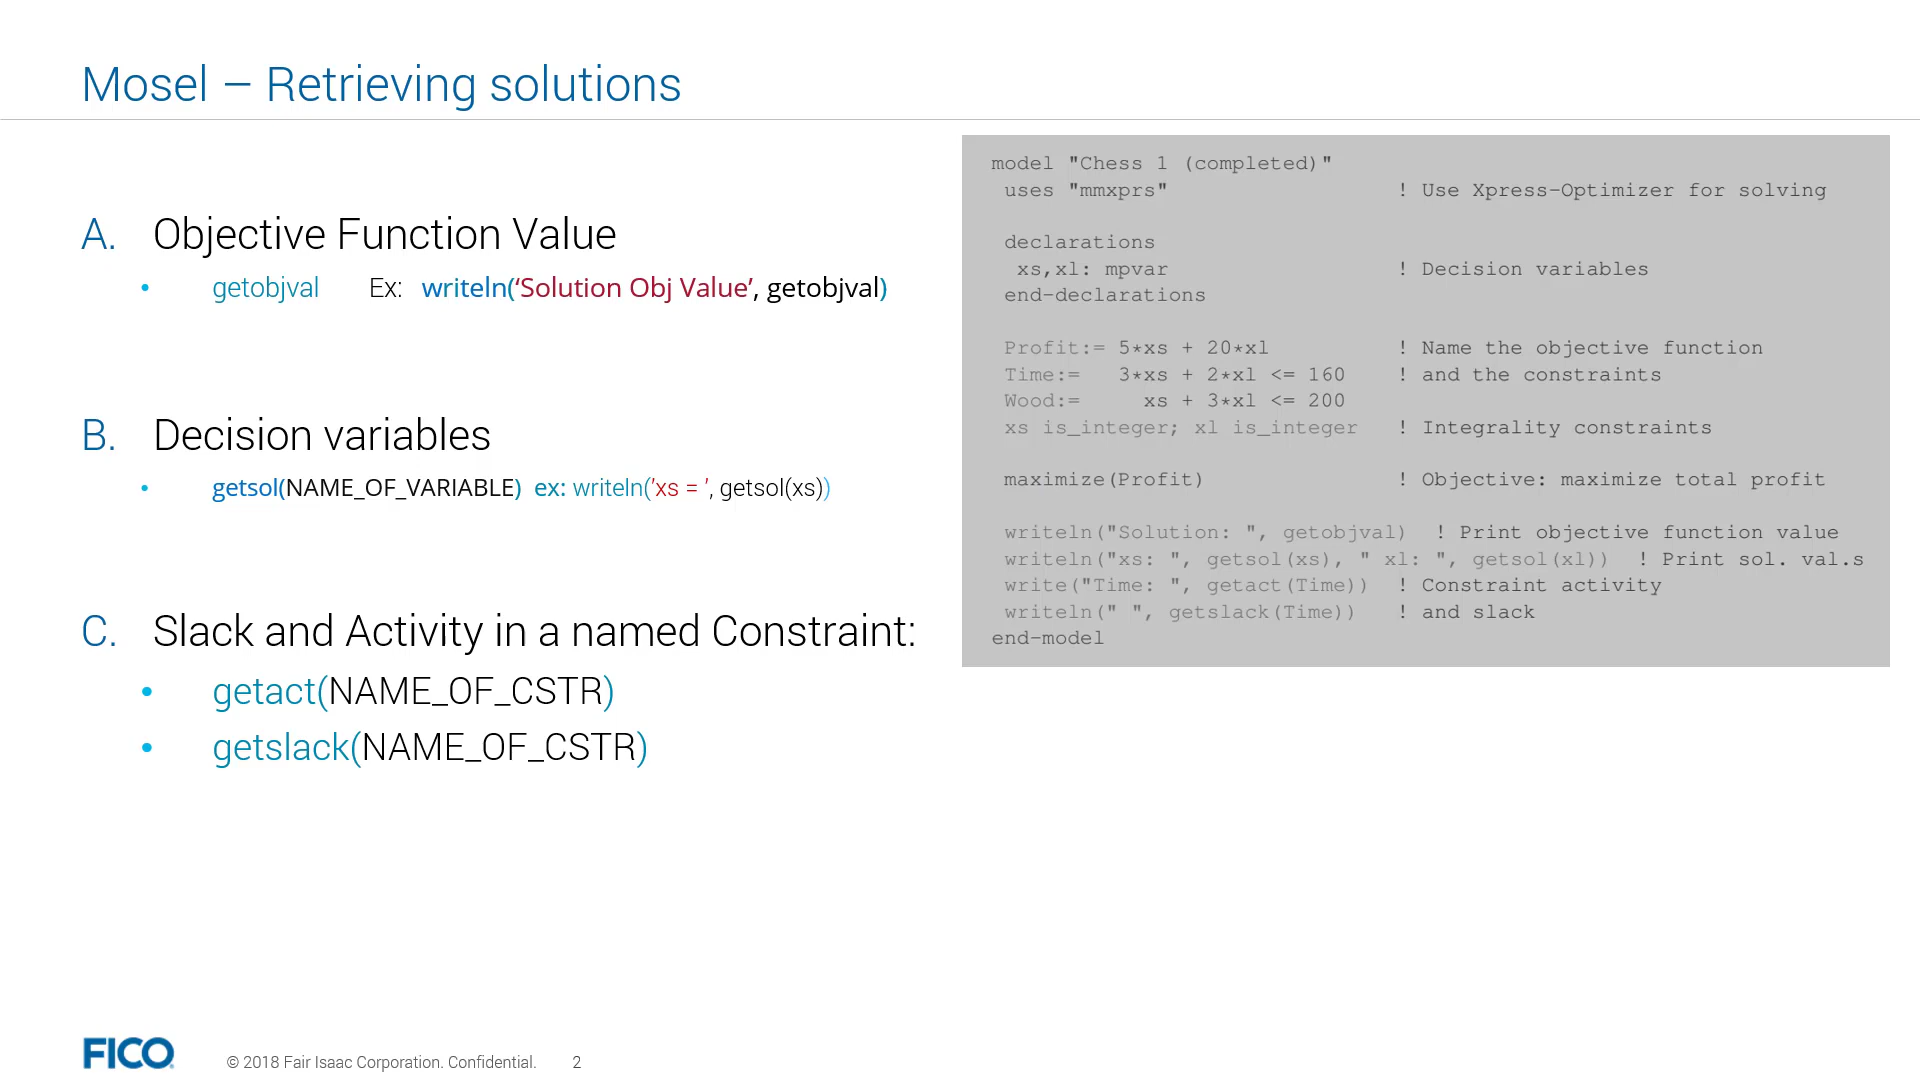 Mosel – Retrieving solutions
A. Objective Function Value
• getobjval Ex: writeln(‘Solution Obj Value’, getobjval)
B. Decision variables
• getsol(NAME_OF_VARIABLE) ex: writeln(’xs = ’, getsol(xs))
C. Slack and Activity in a named Constraint:
• getact(NAME_OF_CSTR)
• getslack(NAME_OF_CSTR)
model "Chess 1 (completed)"
uses "mmxprs" ! Use Xpress-Optimizer for solving
declarations
xs,xl: mpvar ! Decision variables
end-declarations
Profit:= 5*xs + 20*xl ! Name the objective function
Time:= 3*xs + 2*xl <= 160 ! and the constraints
Wood:= xs + 3*xl <= 200
xs is_integer; xl is_integer ! Integrality constraints
maximize(Profit) ! Objective: maximize total profit
writeln("Solution: ", getobjval) ! Print objective function value
writeln("xs: ", getsol(xs), " xl: ", getsol(xl)) ! Print sol. val.s
write("Time: ", getact(Time)) ! Constraint activity
writeln(" ", getslack(Time)) ! and slack
end-model
FICO
© 2018 Fair Isaac Corporation. Confidential. 2